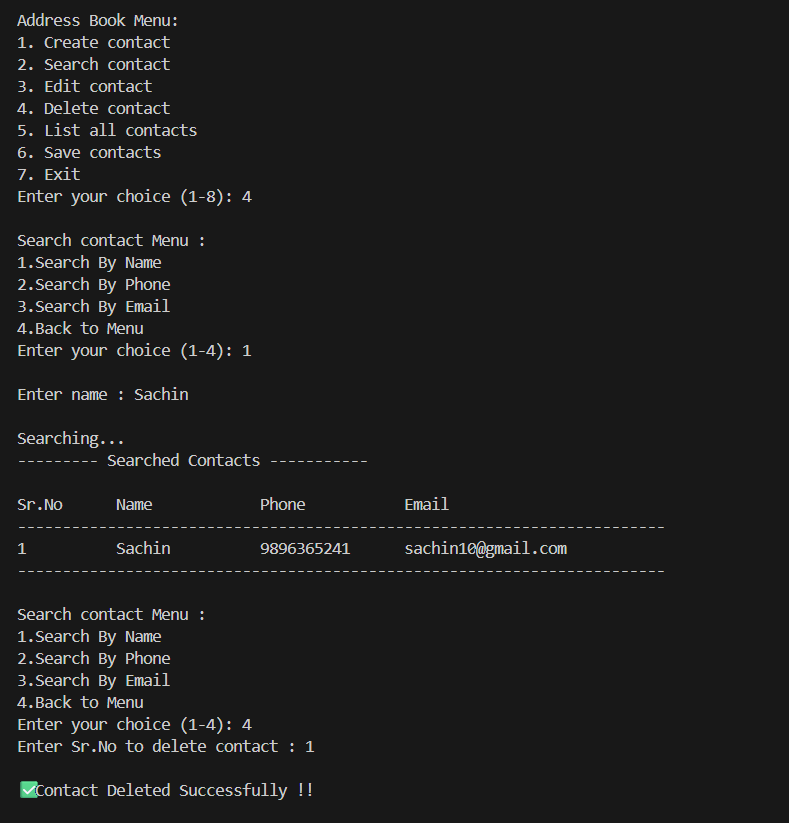 Address Book Menu:
1. Create contact
2. Search contact
3. Edit contact
4. Delete contact
5. List all contacts
6. Save contacts
7. Exit
Enter your choice (1-8): 4
Search contact Menu :
1.Search By Name
2.Search By Phone
3.Search By Email
4.Back to Menu
Enter your choice (1-4): 1
Enter name : Sachin
Searching...
--------- Searched Contacts -----------
Sr.No Name Phone Email
------------------------------------------------------------------------
1 Sachin 9896365241 sachin10@gmail.com
------------------------------------------------------------------------
Search contact Menu :
1.Search By Name
2.Search By Phone
3.Search By Email
4.Back to Menu
Enter your choice (1-4): 4
Enter Sr.No to delete contact : 1
✅Contact Deleted Successfully !!